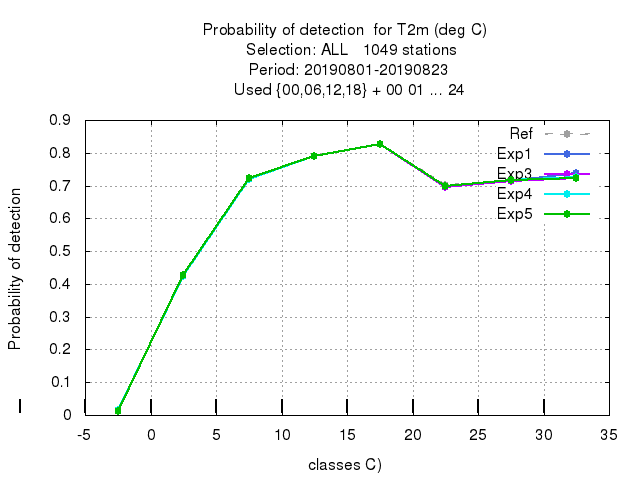 Probability of detection  for T2m (deg C)
Selection: ALL   1049 stations
Period: 20190801-20190823
Used {00,06,12,18} + 00 01 ... 24
Probability of detection
0.9
0.8
0.7
0.6
0.5
0.4
0.3
0.2
0.1
0
Ref
Exp1
Exp3
Exp4
Exp5
-5 0 5 10 15 20 25 30 35
classes C)